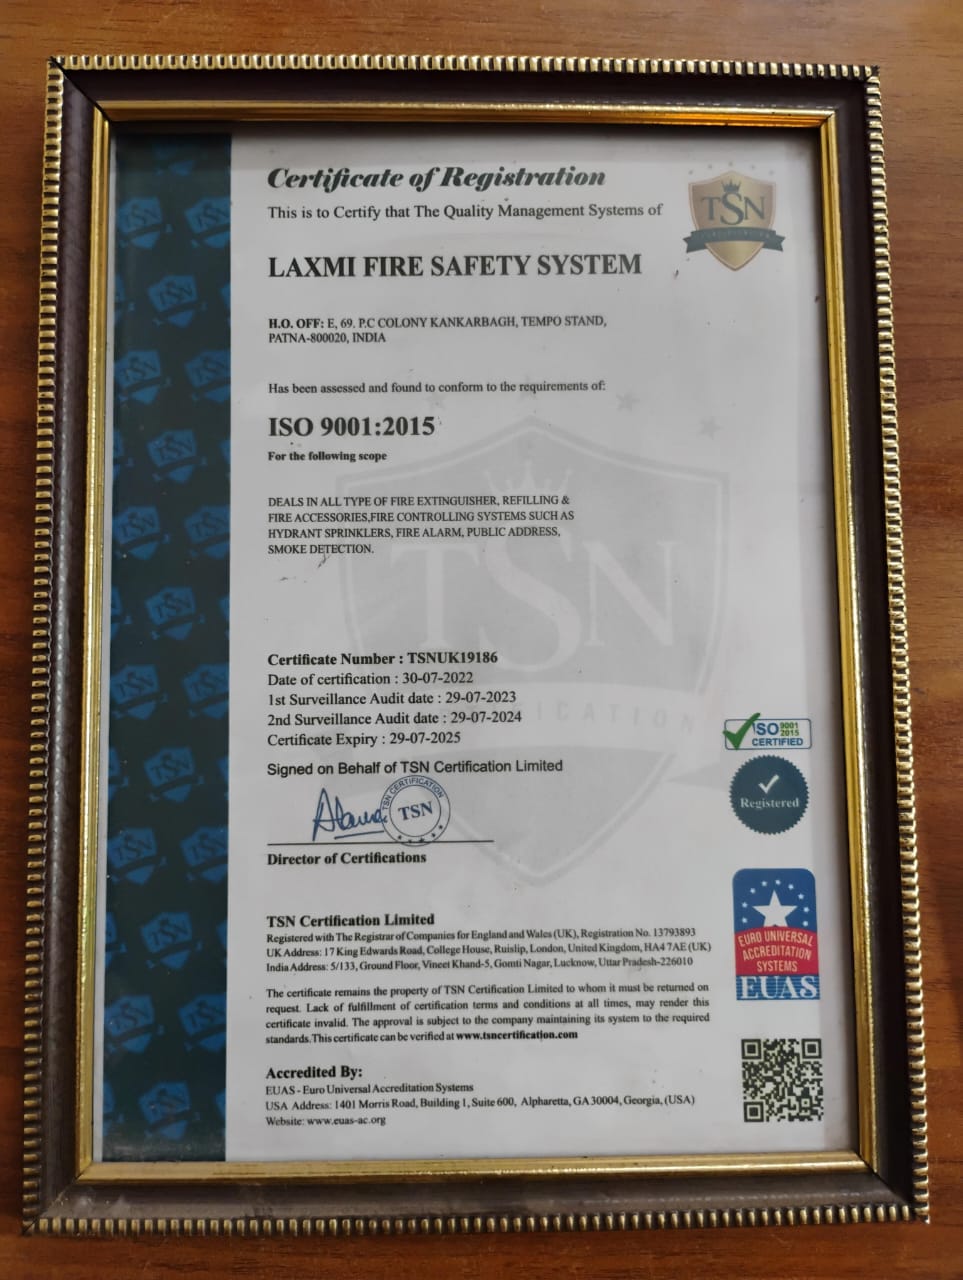 Certificate of Registration
This is to Certify that The Quality Management Systems of
TSN
CERTIFICATION
LAXMI FIRE SAFETY SYSTEM
H.O. OFF: E, 69. P.C COLONY KANKARBAGH, TEMPO STAND,
PATNA-800020, INDIA
Has been assessed and found to conform to the requirements of:
ISO 9001:2015
For the following scope
DEALS IN ALL TYPE OF FIRE EXTINGUISHER, REFILLING &
FIRE ACCESSORIES,FIRE CONTROLLING SYSTEMS SUCH AS
HYDRANT SPRINKLERS, FIRE ALARM, PUBLIC ADDRESS,
SMOKE DETECTION.
TSN
CERTIFICATION
Certificate Number : TSNUK19186
Date of certification : 30-07-2022
1st Surveillance Audit date : 29-07-2023
2nd Surveillance Audit date : 29-07-2024
Certificate Expiry : 29-07-2025
ISO 9001 2015
CERTIFIED
Signed on Behalf of TSN Certification Limited
TSN CERTIFICATION
TSN
Registered
Director of Certifications
EURO UNIVERSAL
ACCREDITATION
SYSTEMS
EUAS
TSN Certification Limited
Registered with The Registrar of Companies for England and Wales (UK), Registration No. 13793893
UK Address: 17 King Edwards Road, College House, Ruislip, London, United Kingdom, HA4 7AE (UK)
India Address: 5/133, Ground Floor, Vineet Khand-5, Gomti Nagar, Lucknow, Uttar Pradesh-226010
The certificate remains the property of TSN Certification Limited to whom it must be returned on
request. Lack of fulfillment of certification terms and conditions at all times, may render this
certificate invalid. The approval is subject to the company maintaining its system to the required
standards. This certificate can be verified at www.tsncertification.com
Accredited By:
EUAS - Euro Universal Accreditation Systems
USA Address: 1401 Morris Road, Building 1, Suite 600, Alpharetta, GA 30004, Georgia, (USA)
Website: www.euas-ac.org